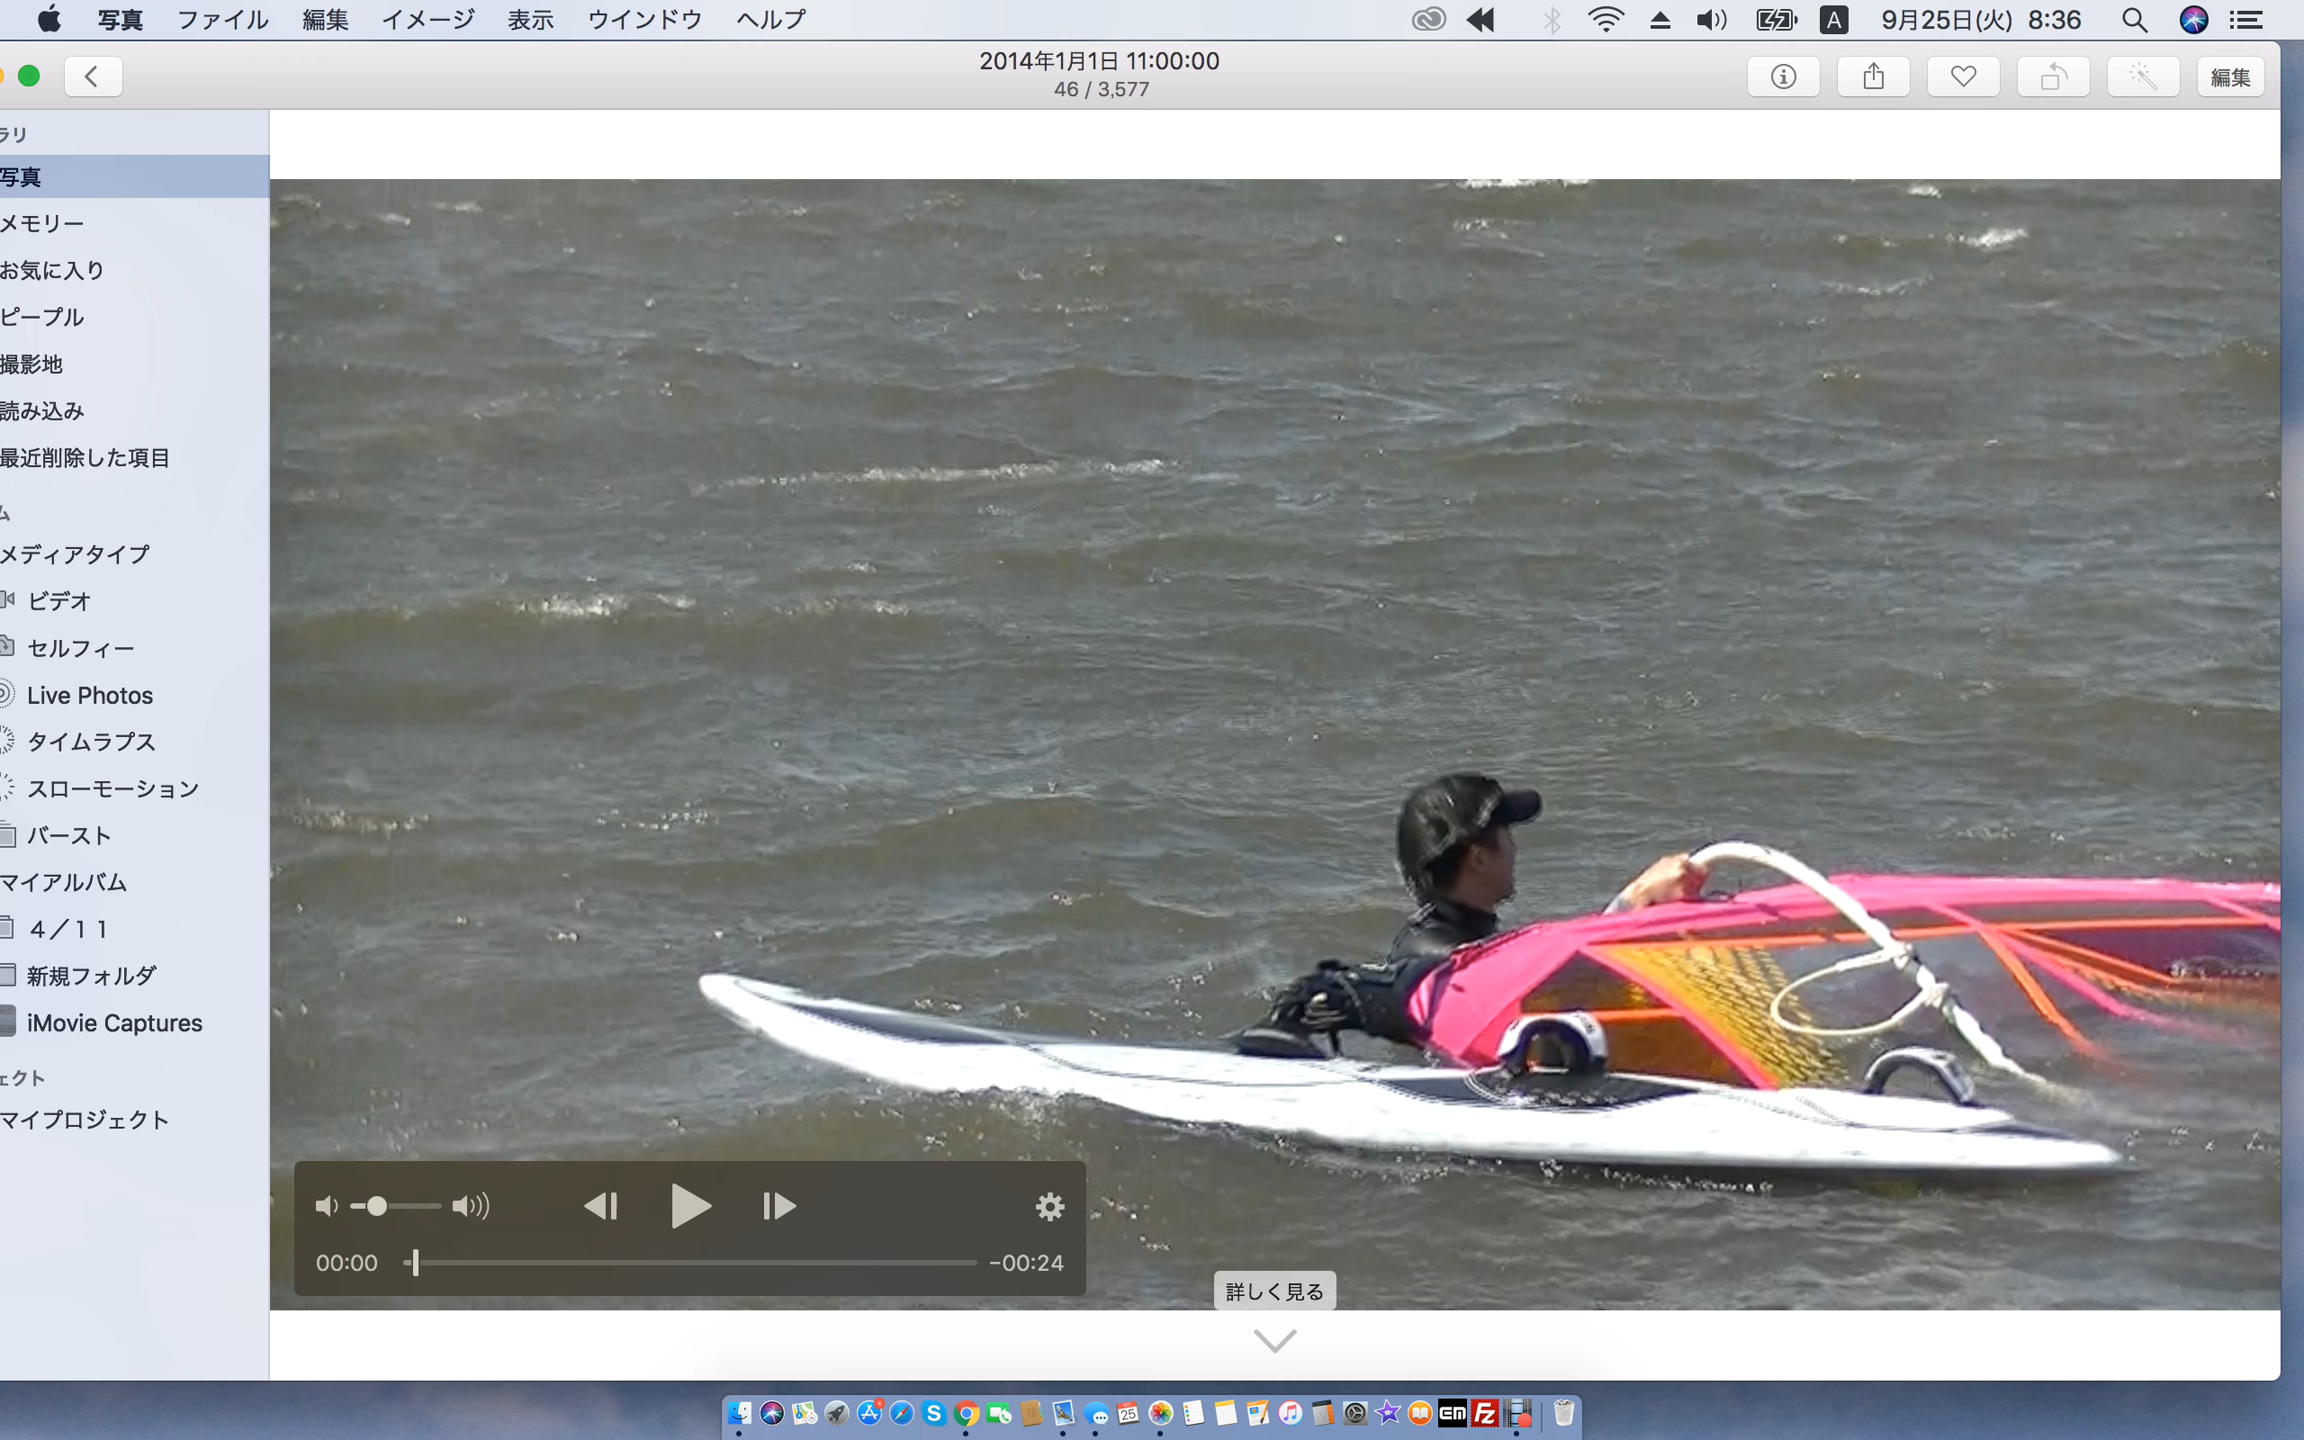 写真 ファイル 編集 イメージ 表示 ウインドウ ヘルプ A 9月25日(火) 8:36
2014年1月1日 11:00:00
46 / 3,577
編集
ラリ
写真
メモリー
お気に入り
ピープル
撮影地
読み込み
最近削除した項目
ム
メディアタイプ
ビデオ
セルフィー
Live Photos
タイムラプス
スローモーション
バースト
マイアルバム
４／１１
新規フォルダ
iMovie Captures
ェクト
マイプロジェクト
00:00
−00:24
詳しく見る
25
EM
Fz